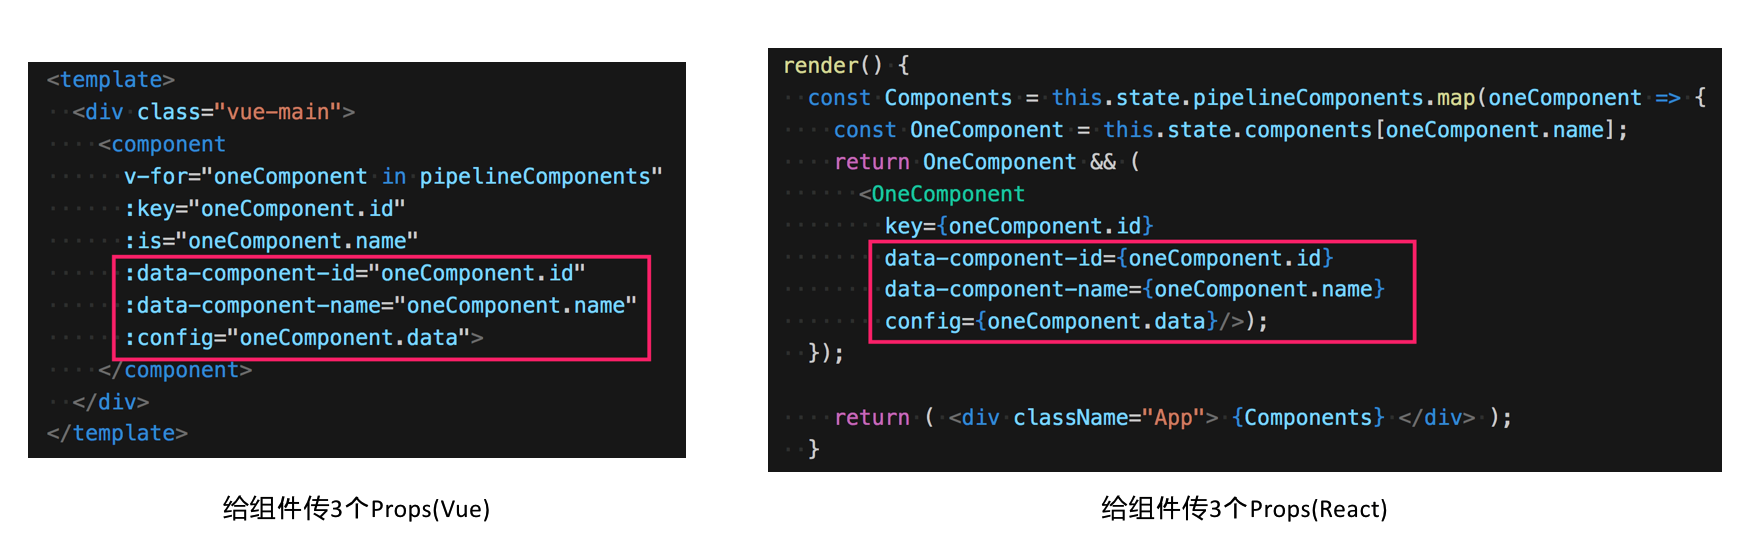 <template>
<div class="vue-main">
<component
v-for="oneComponent in pipelineComponents"
:key="oneComponent.id"
:is="oneComponent.name"
:data-component-id="oneComponent.id"
:data-component-name="oneComponent.name"
:config="oneComponent.data">
</component>
</div>
</template>
给组件传3个Props(Vue)
render() {
const Components = this.state.pipelineComponents.map(oneComponent => {
const OneComponent = this.state.components[oneComponent.name];
return OneComponent && (
<OneComponent
key={oneComponent.id}
data-component-id={oneComponent.id}
data-component-name={oneComponent.name}
config={oneComponent.data}/>);
});
return ( <div className="App"> {Components} </div> );
}
给组件传3个Props(React)